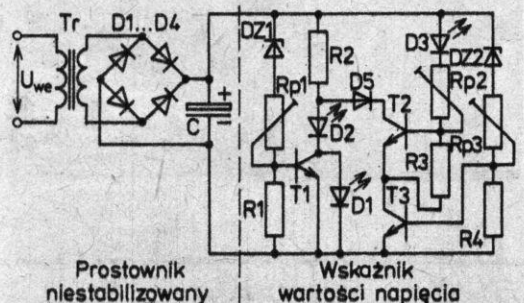 Tr D1...D4
Uwe
+
C
−
DZ1
R2
D3
DZ2
Rp1
D5
T2
Rp2
D2
Rp3
R3
T1
T3
R1
D1
R4
Prostownik niestabilizowany
Wskaźnik wartości napięcia